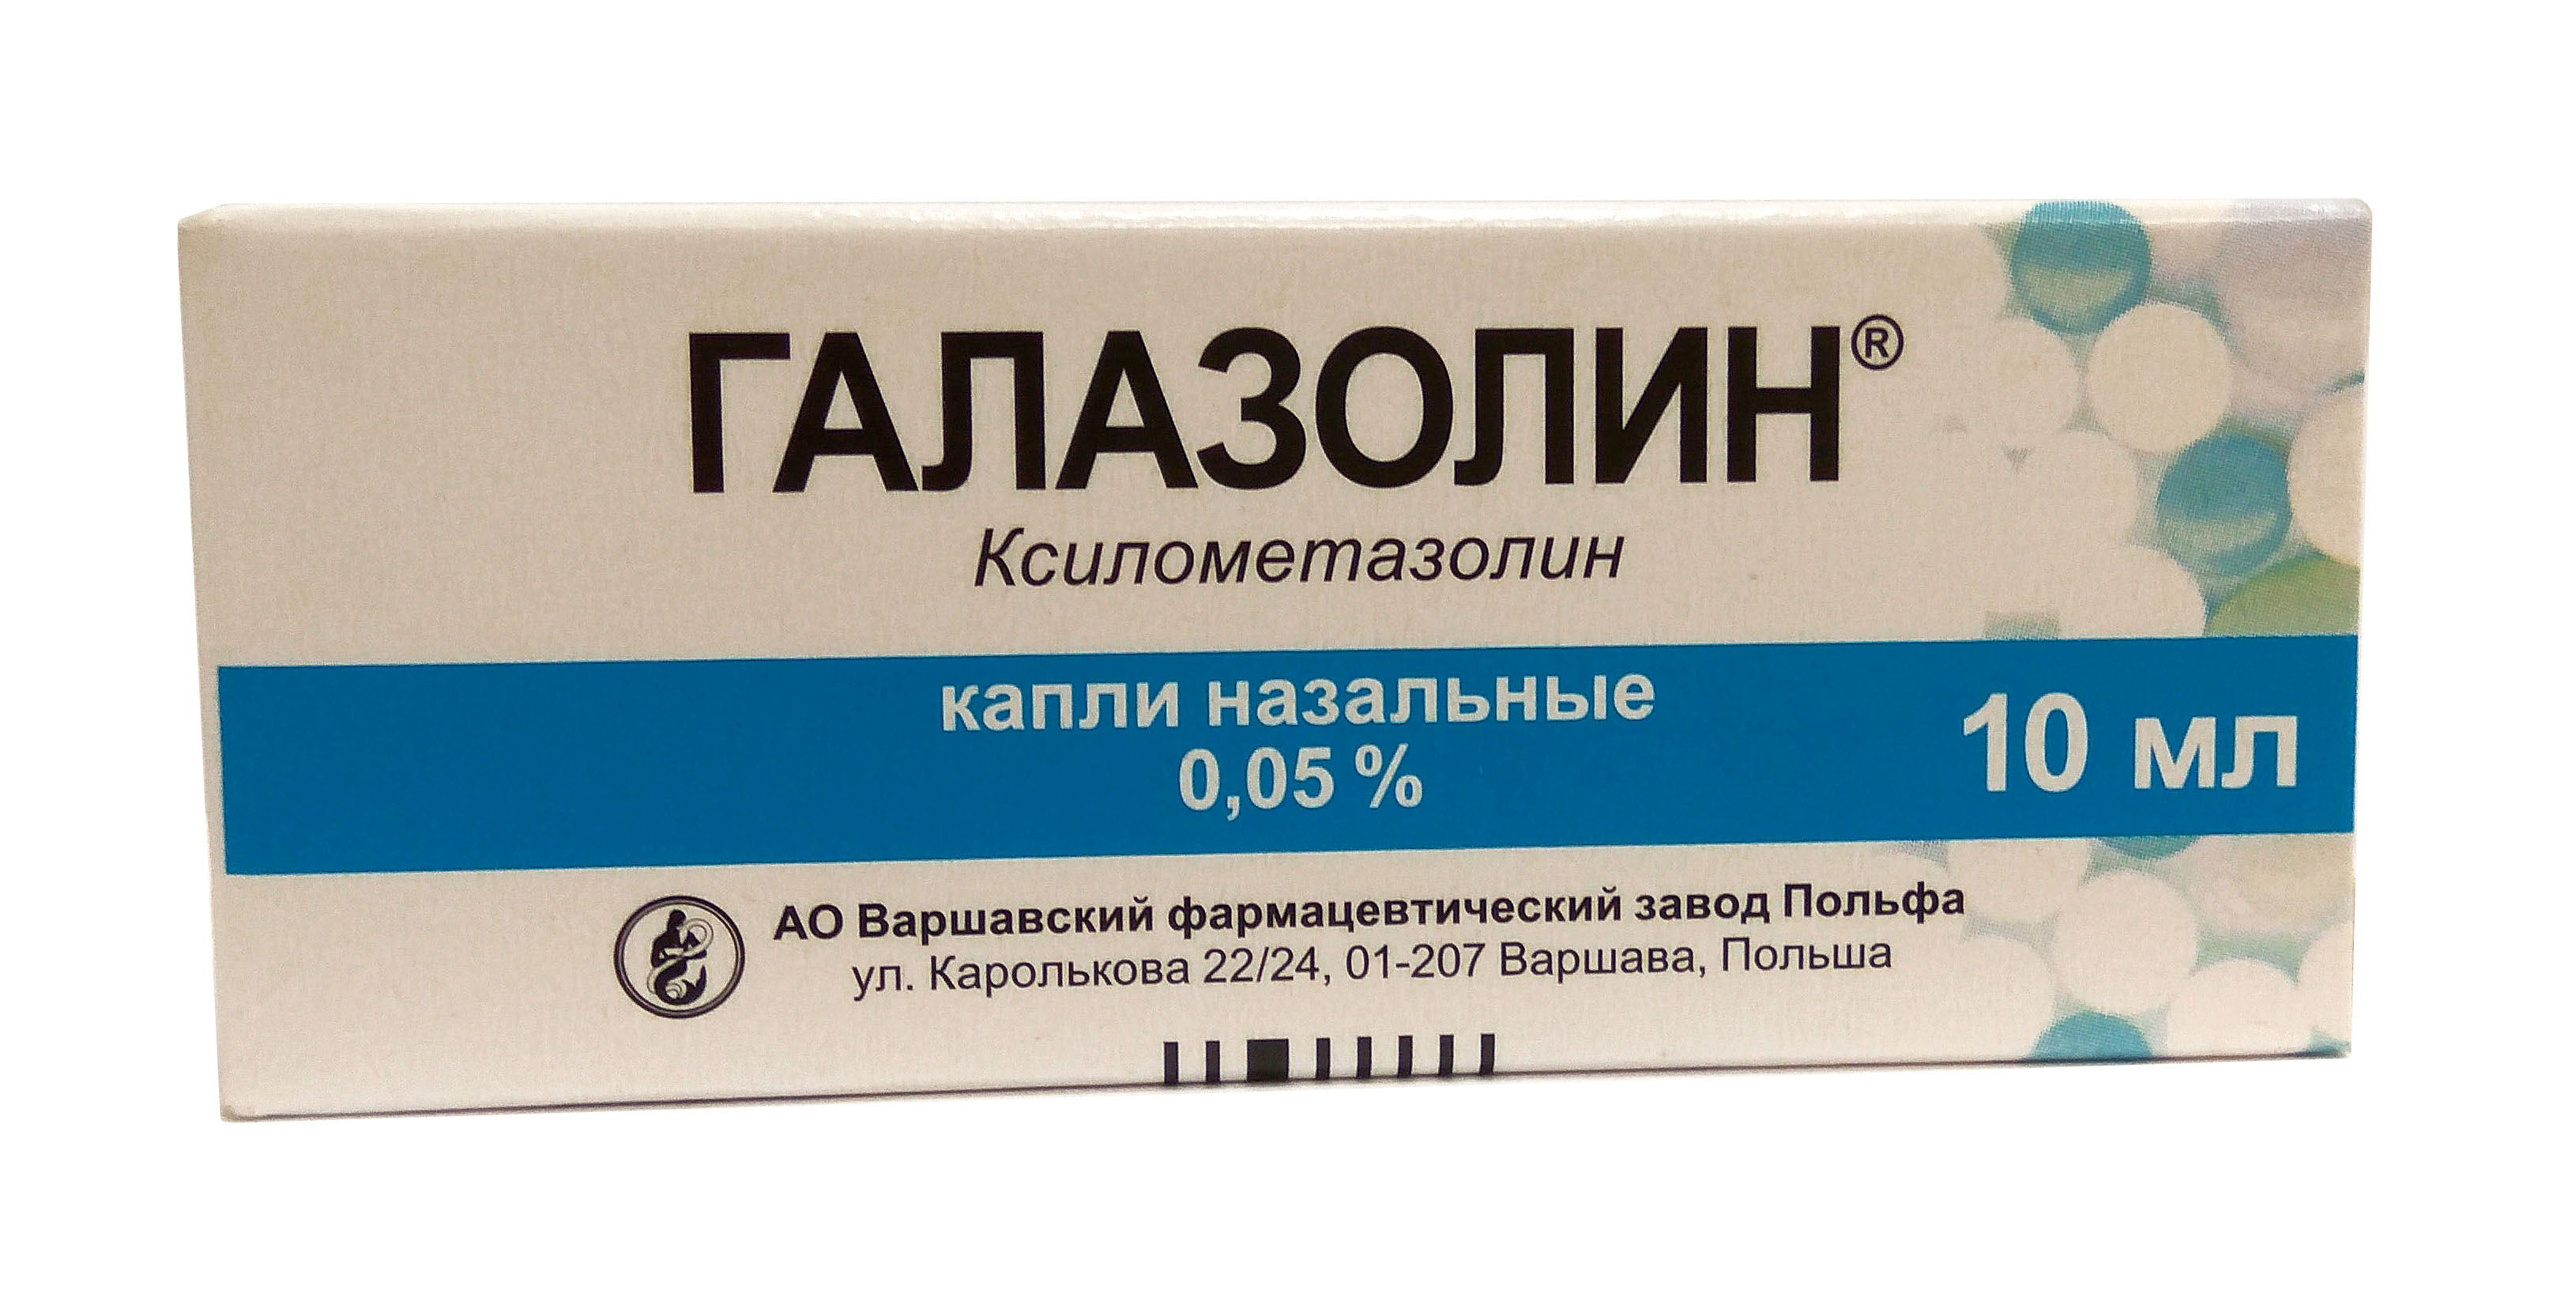 ГАЛАЗОЛИН®
Ксилометазолин
капли назальные
0,05 %
10 мл
АО Варшавский фармацевтический завод Польфа
ул. Каролькова 22/24, 01-207 Варшава, Польша